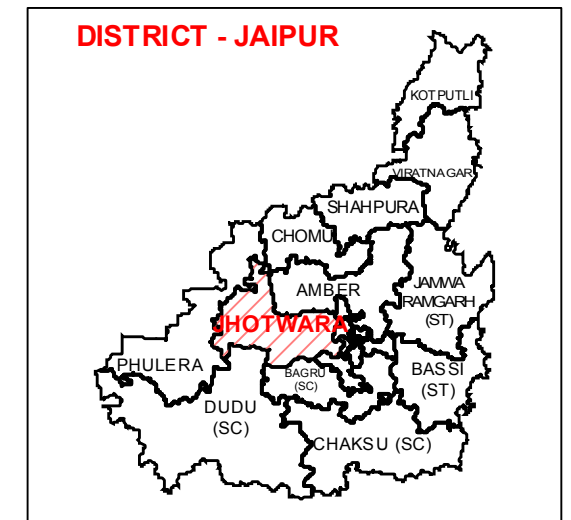 DISTRICT - JAIPUR
KOTPUTLI
VIRATNAGAR
SHAHPURA
CHOMU
AMBER
JAMWA
RAMGARH
(ST)
JHOTWARA
PHULERA
BAGRU
(SC)
BASSI
(ST)
DUDU
(SC)
CHAKSU (SC)